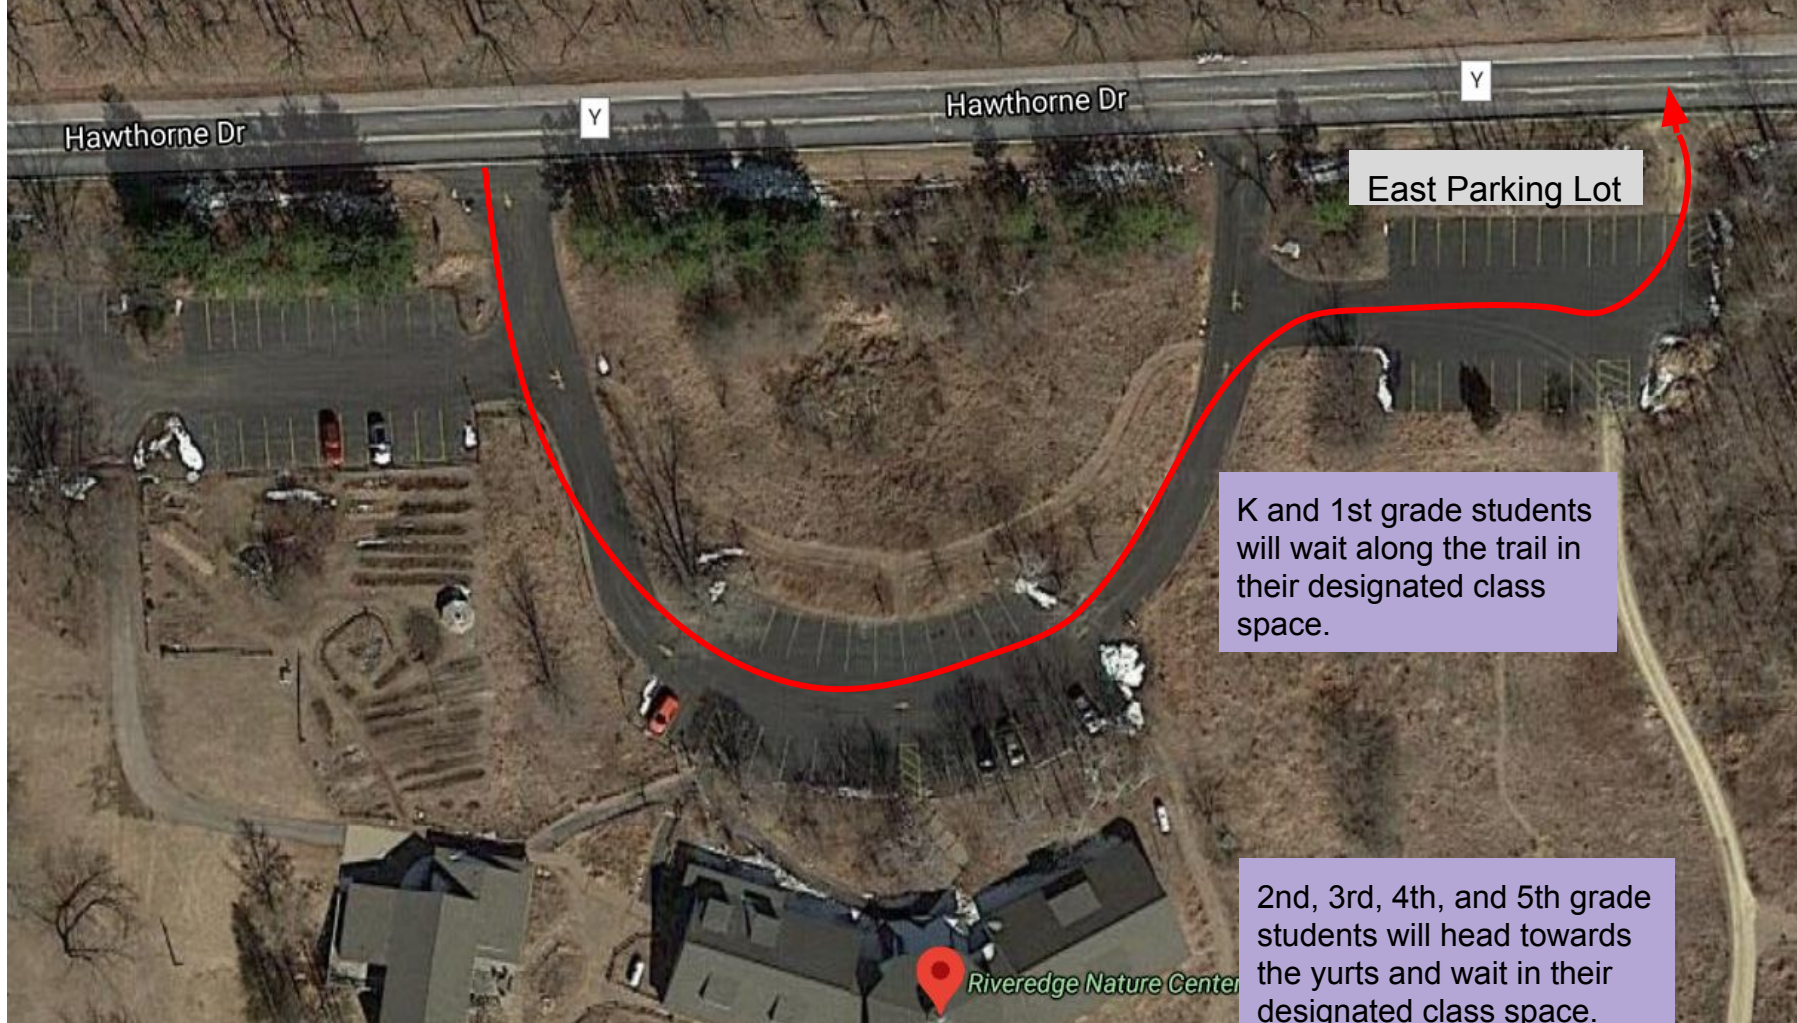 Hawthorne Dr
Y
Hawthorne Dr
Y
East Parking Lot
K and 1st grade students
will wait along the trail in
their designated class
space.
2nd, 3rd, 4th, and 5th grade
students will head towards
the yurts and wait in their
designated class space.
Riveredge Nature Center